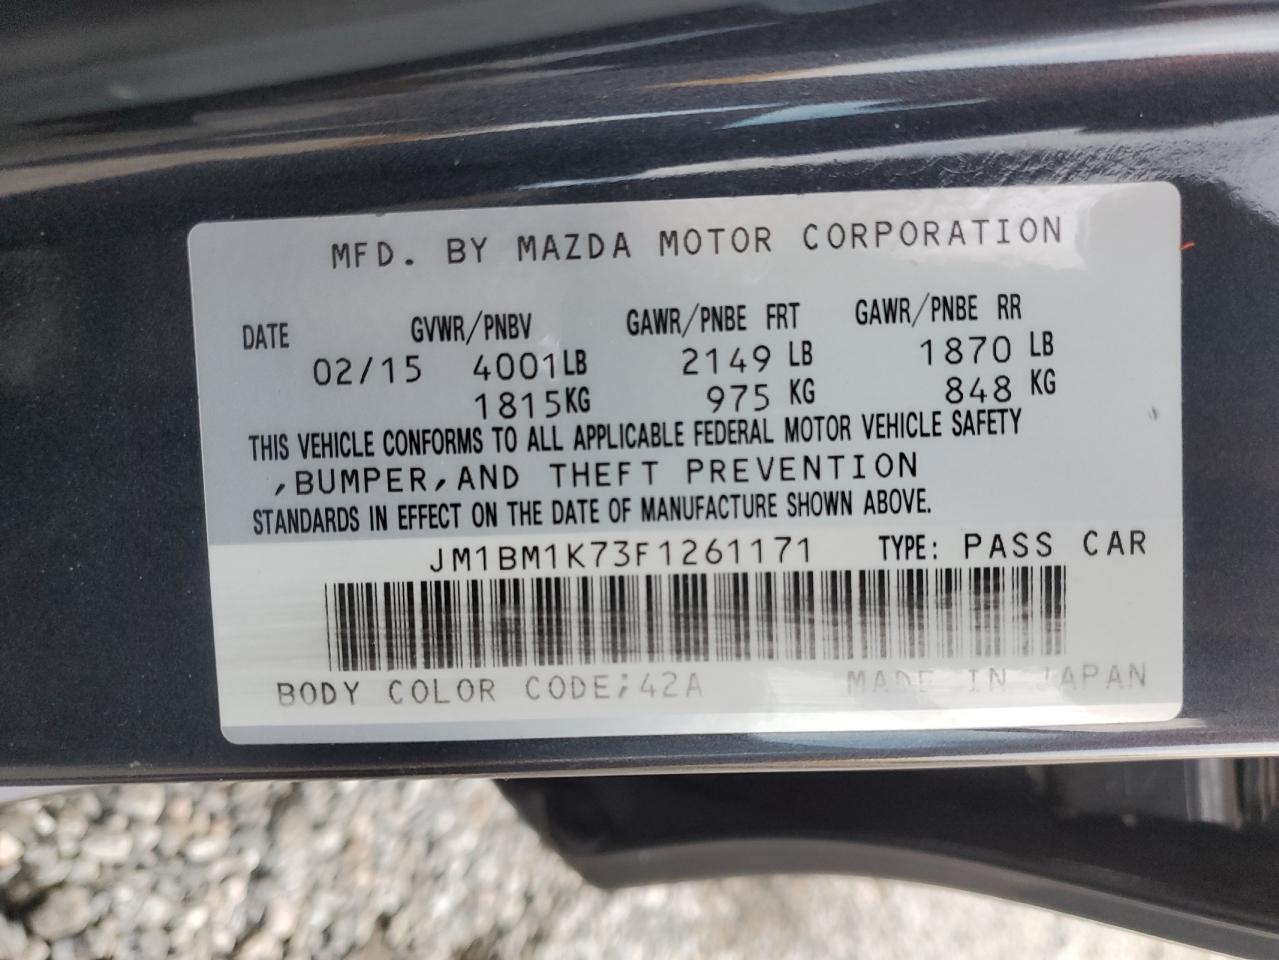 MFD. BY MAZDA MOTOR CORPORATION
DATE GVWR/PNBV GAWR/PNBE FRT GAWR/PNBE RR
02/15 4001LB 2149 LB 1870 LB
1815KG 975 KG 848 KG
THIS VEHICLE CONFORMS TO ALL APPLICABLE FEDERAL MOTOR VEHICLE SAFETY
,BUMPER,AND THEFT PREVENTION
STANDARDS IN EFFECT ON THE DATE OF MANUFACTURE SHOWN ABOVE.
JM1BM1K73F1261171 TYPE: PASS CAR
BODY COLOR CODE;42A MADE IN JAPAN